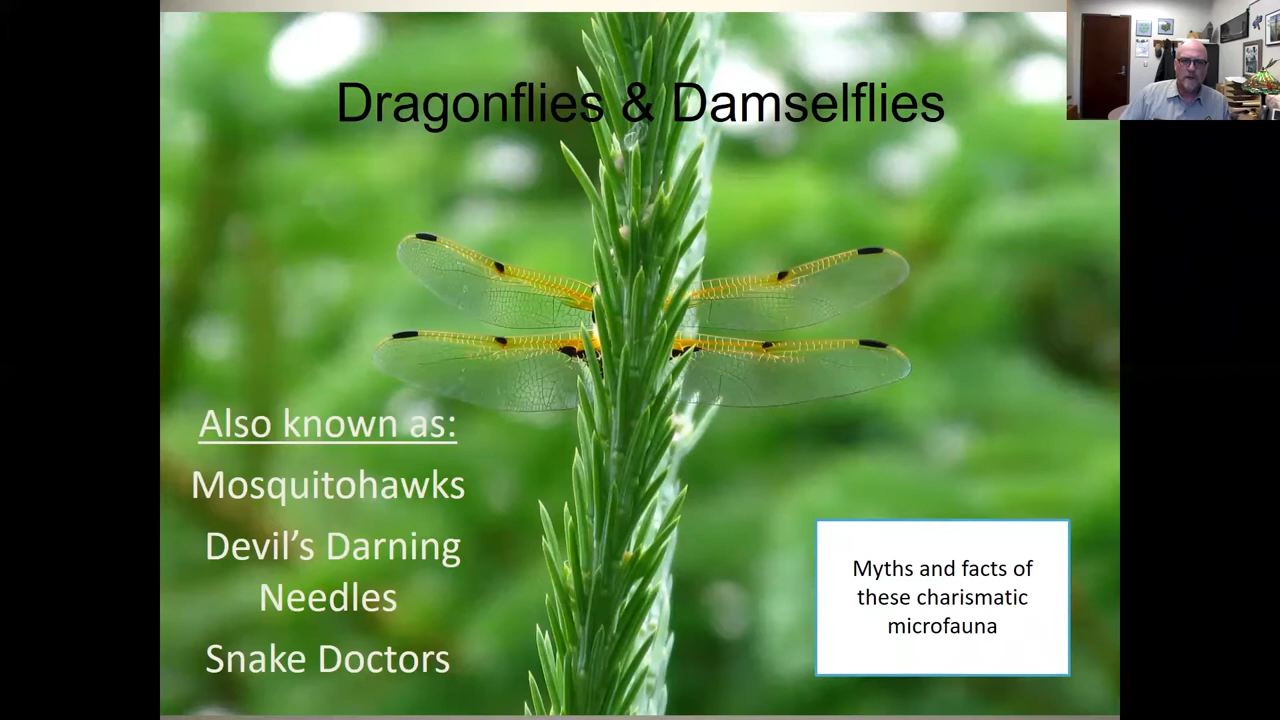 Dragonflies & Damselflies
Also known as:
Mosquitohawks
Devil’s Darning
Needles
Snake Doctors
Myths and facts of
these charismatic
microfauna